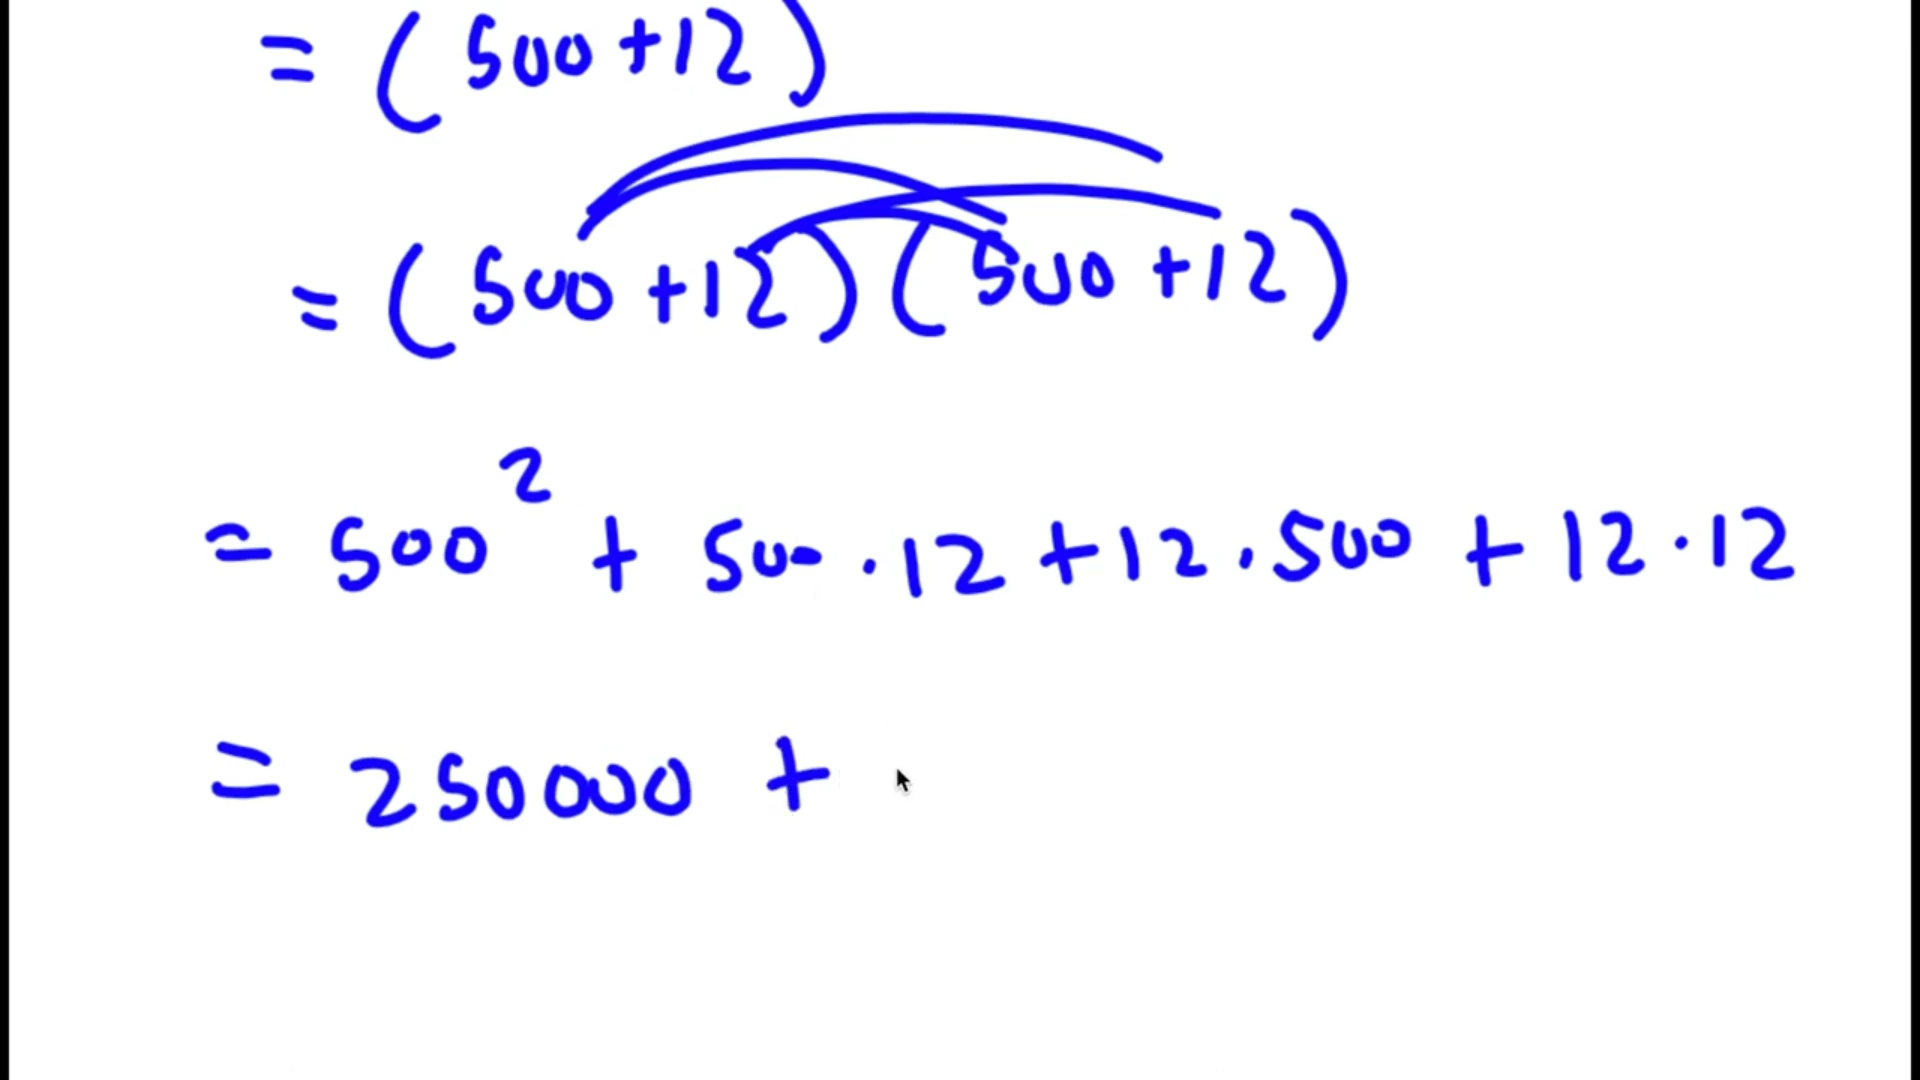 = (500+12)
= (500+12)(500+12)
= 500² + 500·12+12·500 + 12·12
= 250000 +